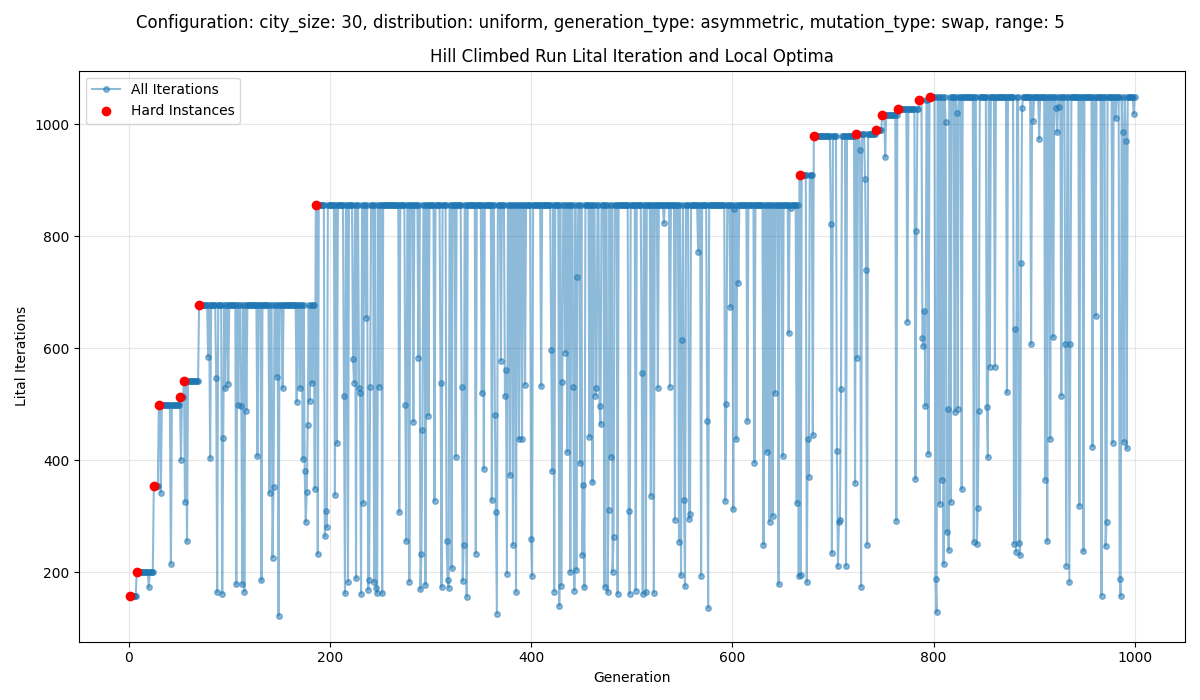 Configuration: city_size: 30, distribution: uniform, generation_type: asymmetric, mutation_type: swap, range: 5
Hill Climbed Run Lital Iteration and Local Optima
All Iterations
Hard Instances
Lital Iterations
1000
800
600
400
200
0 200 400 600 800 1000
Generation